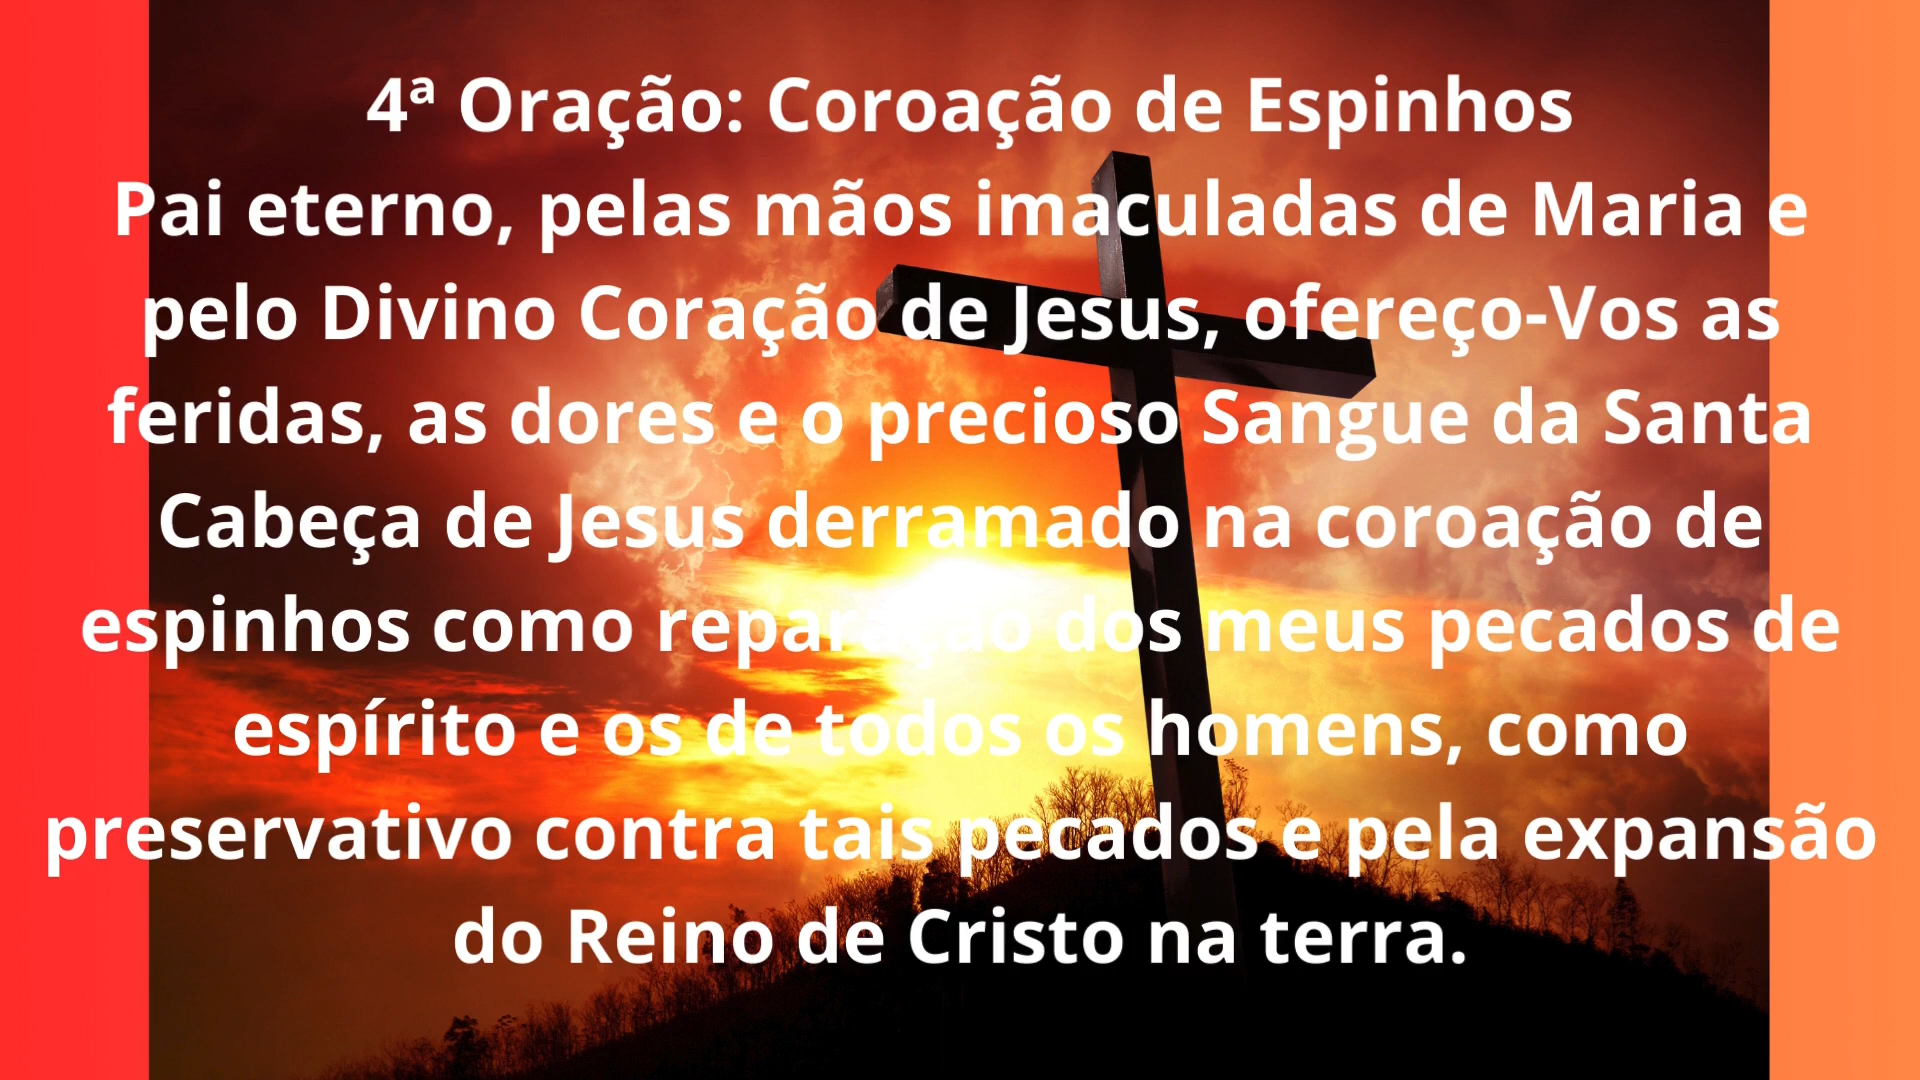 4ª Oração: Coroação de Espinhos
Pai eterno, pelas mãos imaculadas de Maria e
pelo Divino Coração de Jesus, ofereço-Vos as
feridas, as dores e o precioso Sangue da Santa
Cabeça de Jesus derramado na coroação de
espinhos como reparação dos meus pecados de
espírito e os de todos os homens, como
preservativo contra tais pecados e pela expansão
do Reino de Cristo na terra.